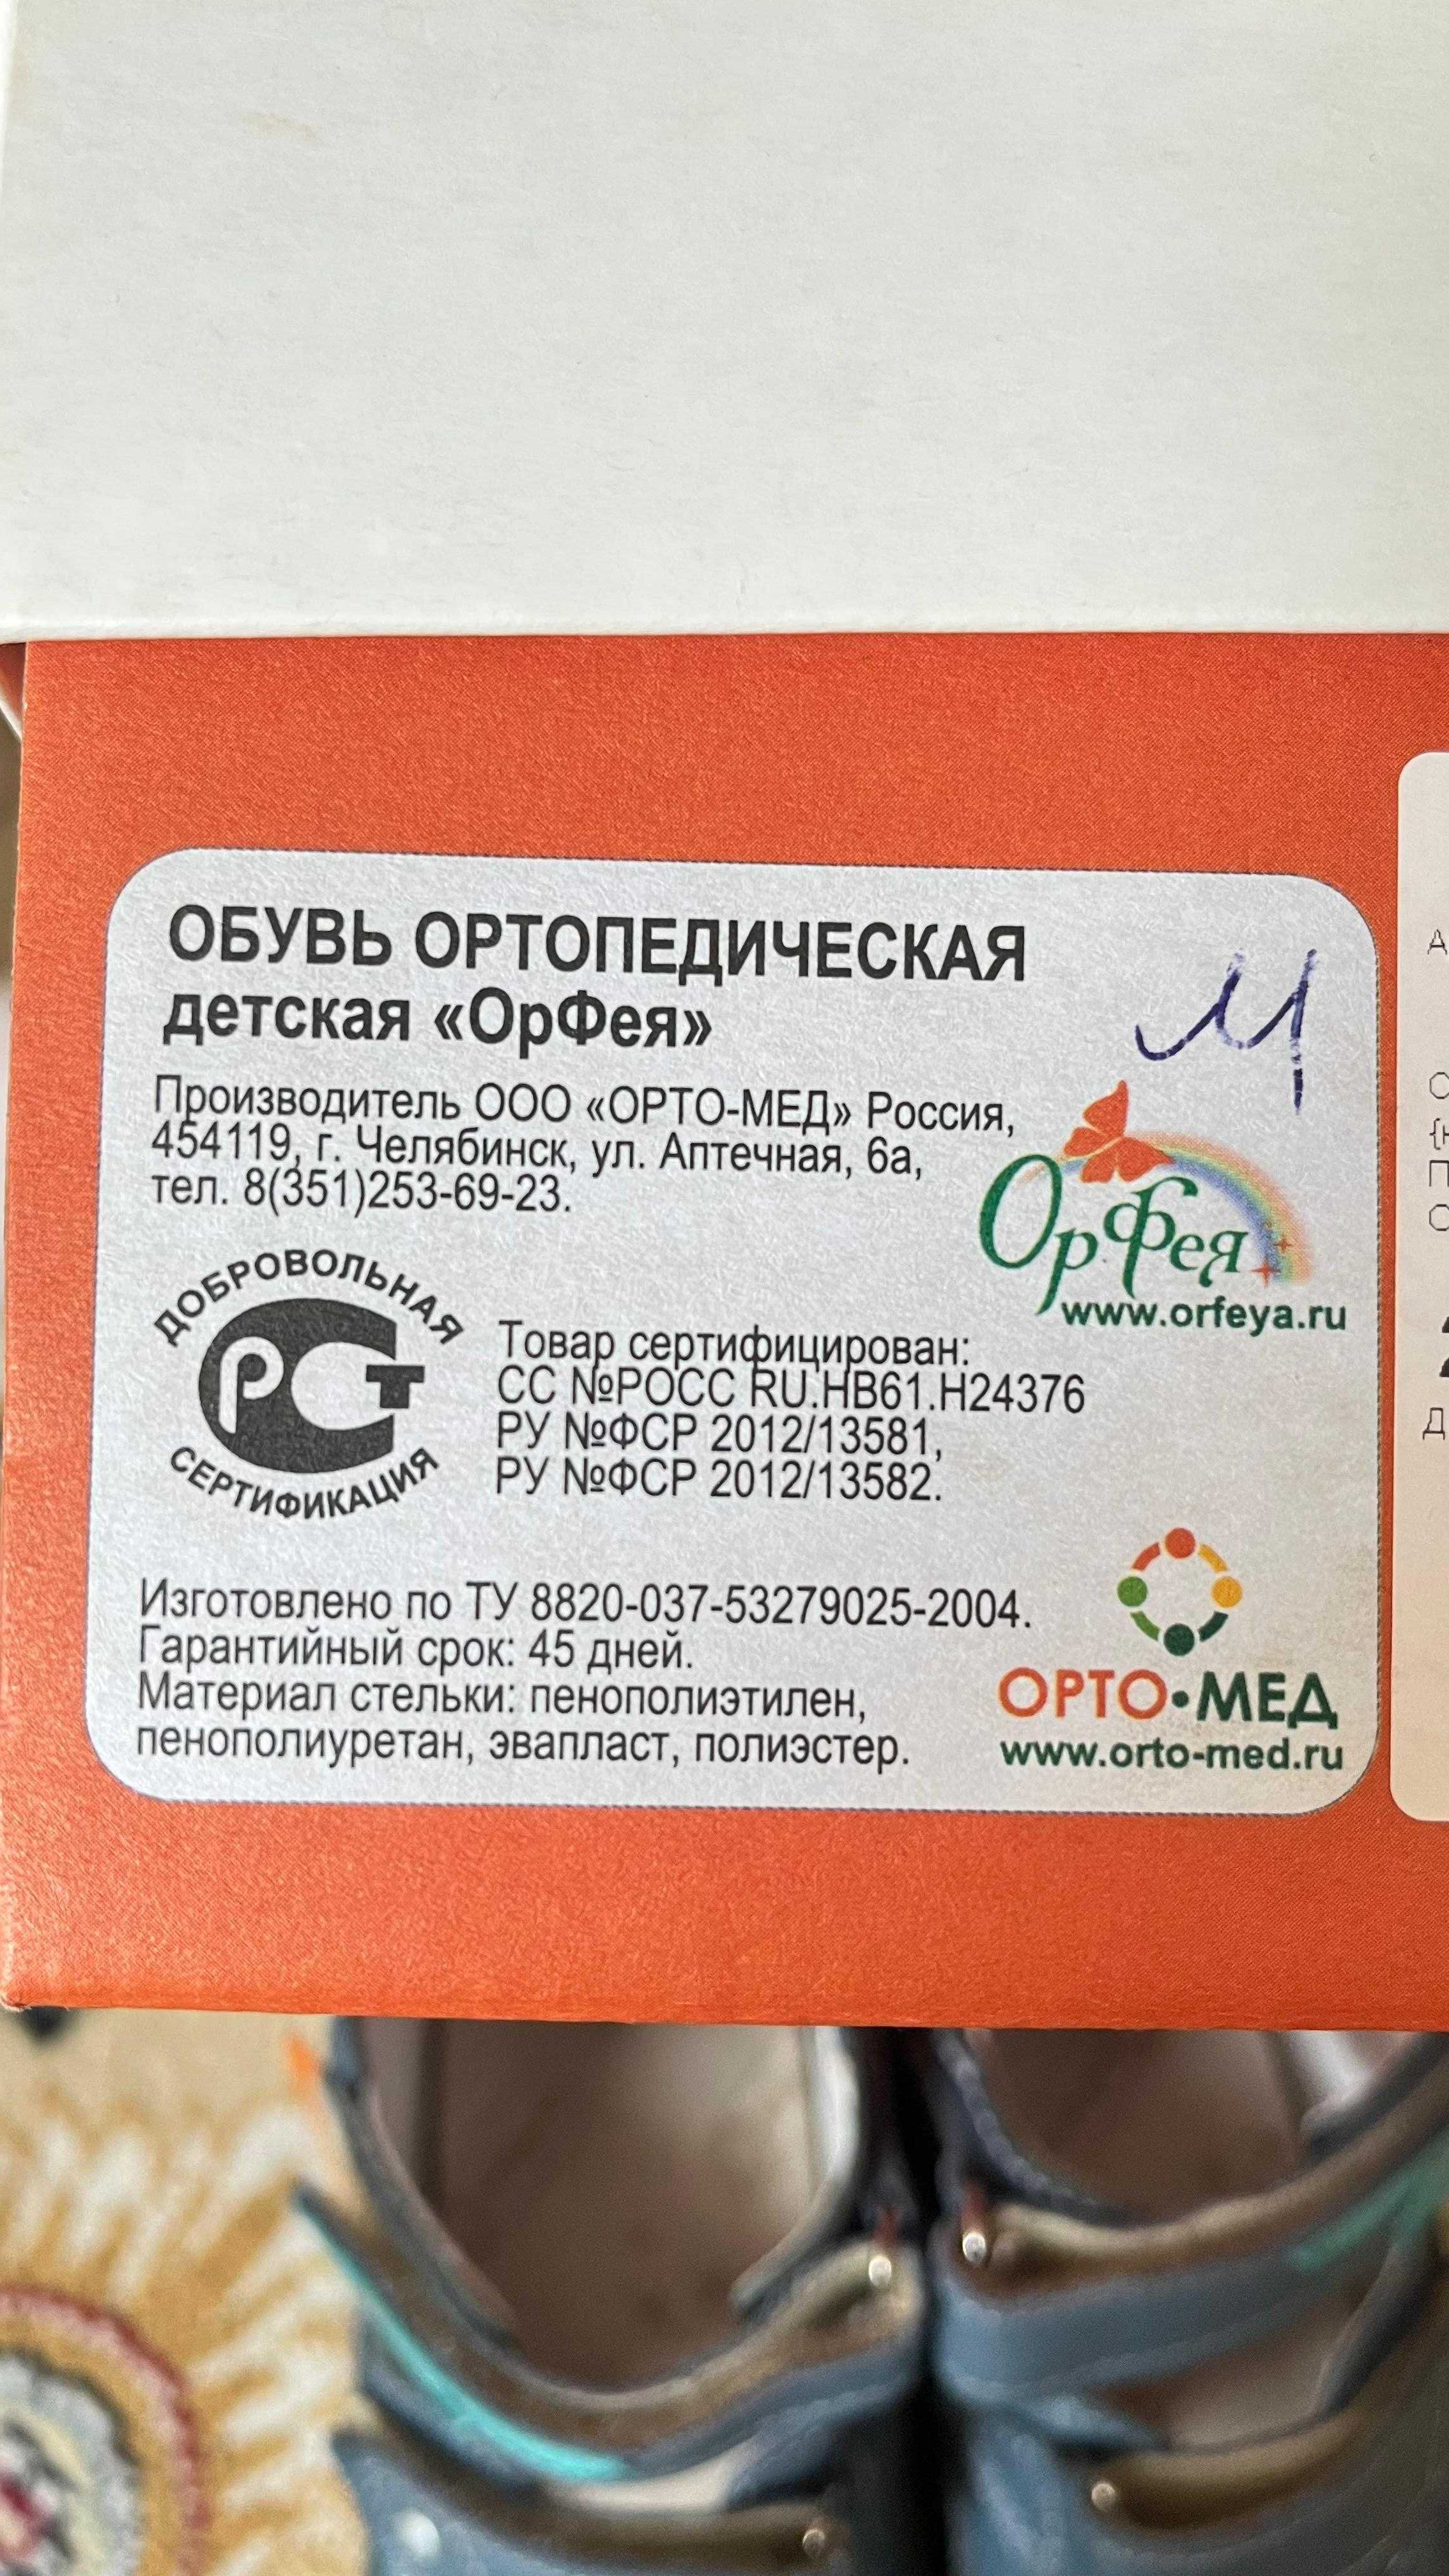 ОБУВЬ ОРТОПЕДИЧЕСКАЯ
детская «ОрФея»
Производитель ООО «ОРТО-МЕД» Россия,
454119, г. Челябинск, ул. Аптечная, 6а,
тел. 8(351)253-69-23.
ОрФея
www.orfeya.ru
ДОБРОВОЛЬНАЯ
РСТ
СЕРТИФИКАЦИЯ
Товар сертифицирован:
СС №РОСС RU.НВ61.Н24376
РУ №ФСР 2012/13581,
РУ №ФСР 2012/13582.
Изготовлено по ТУ 8820-037-53279025-2004.
Гарантийный срок: 45 дней.
Материал стельки: пенополиэтилен,
пенополиуретан, эвапласт, полиэстер.
ОРТО•МЕД
www.orto-med.ru